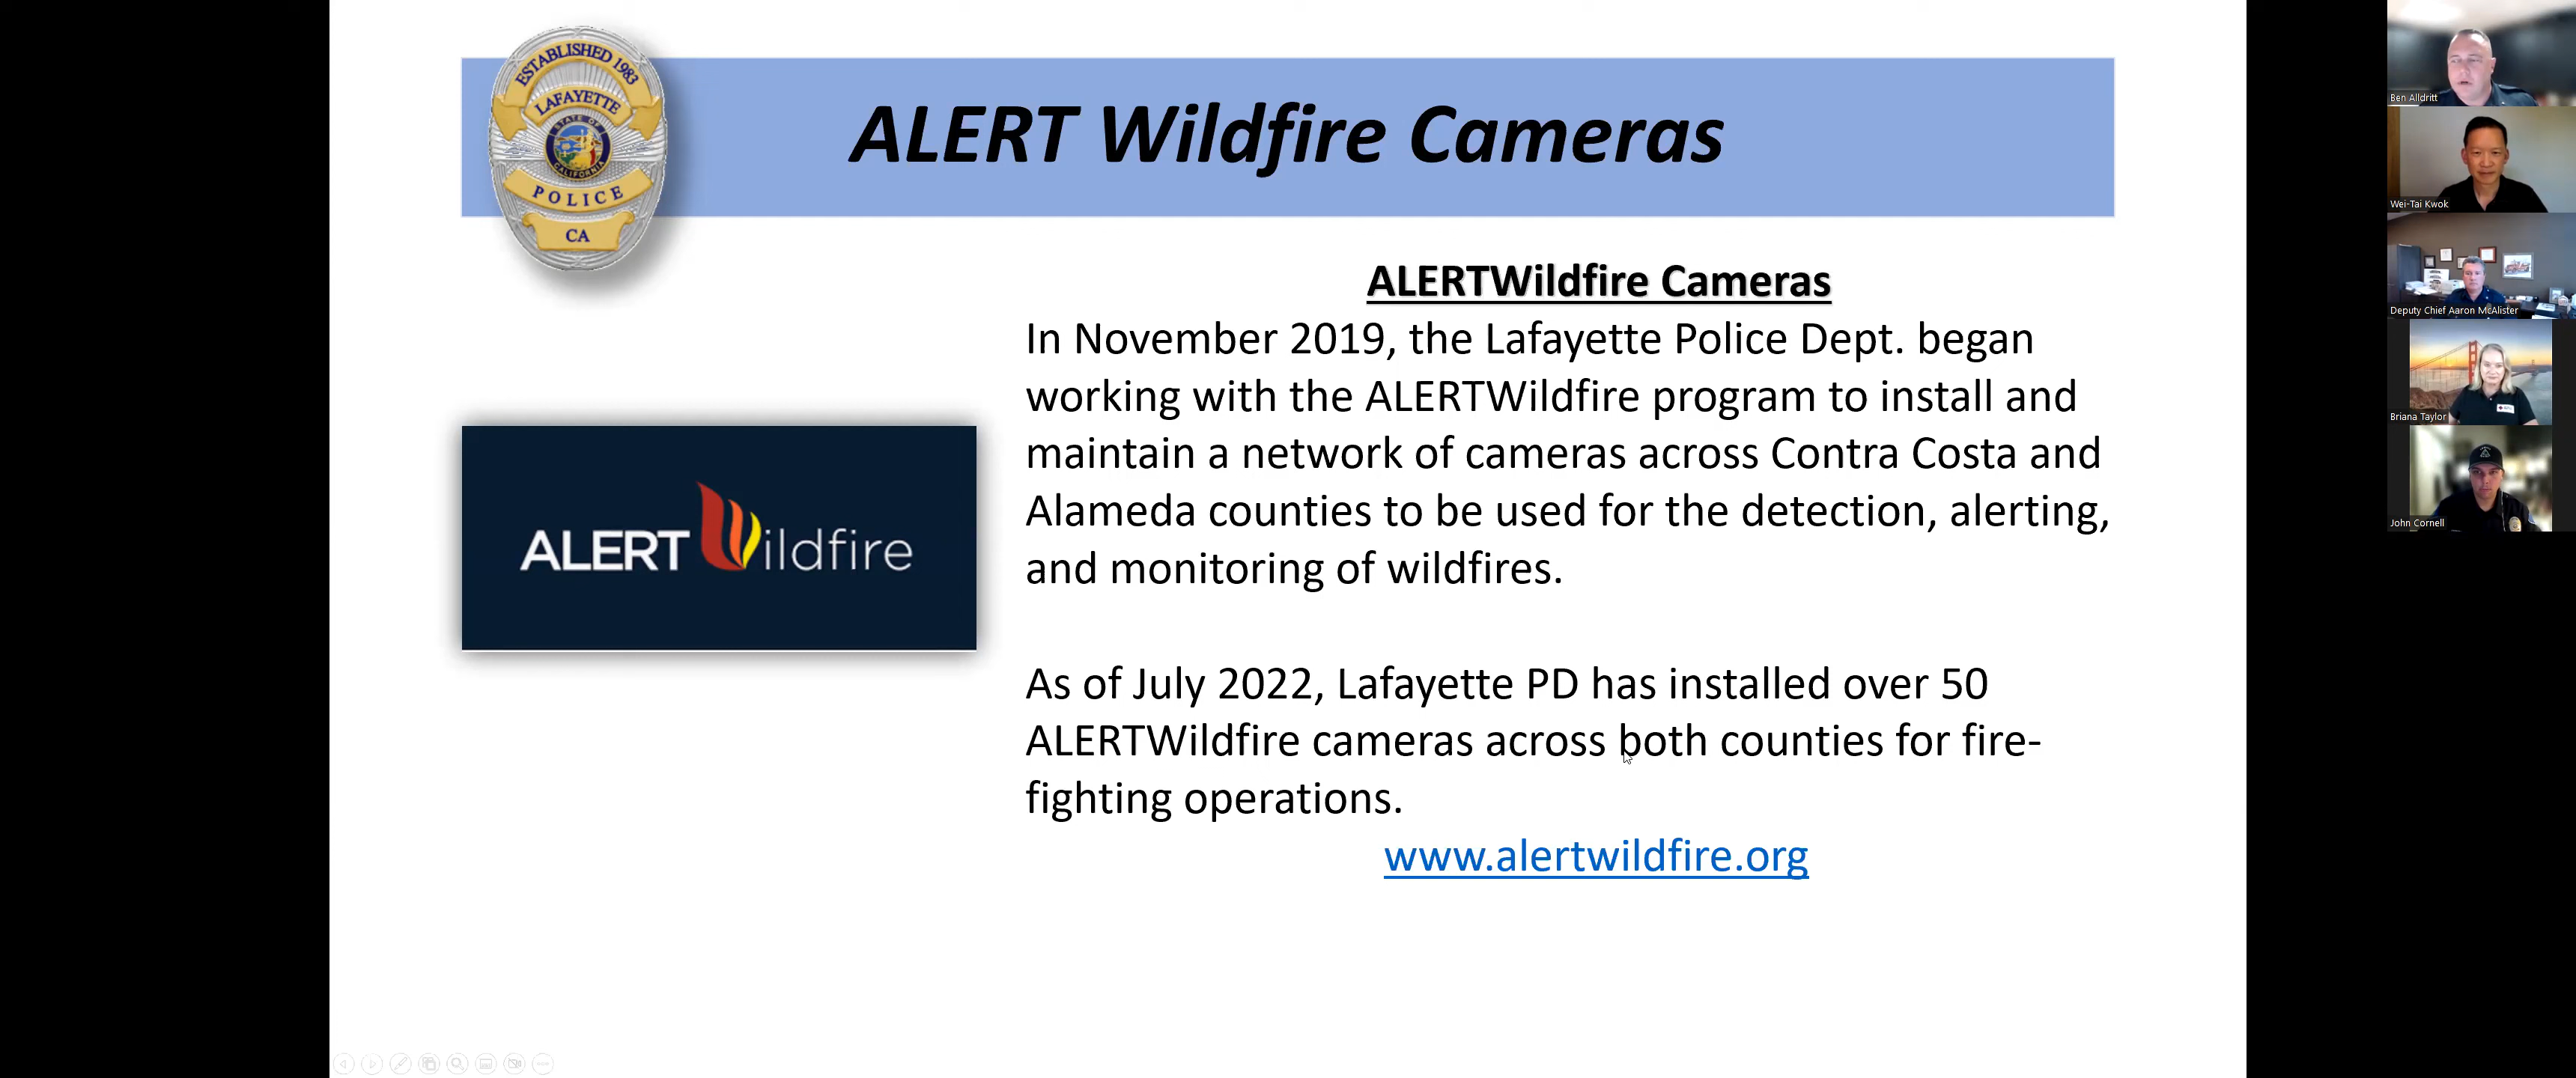 ESTABLISHED 1983
LAFAYETTE
STATE OF
CALIFORNIA
POLICE
CA
ALERT Wildfire Cameras
ALERT Wildfire
ALERTWildfire Cameras
In November 2019, the Lafayette Police Dept. began
working with the ALERTWildfire program to install and
maintain a network of cameras across Contra Costa and
Alameda counties to be used for the detection, alerting,
and monitoring of wildfires.
As of July 2022, Lafayette PD has installed over 50
ALERTWildfire cameras across both counties for fire-
fighting operations.
www.alertwildfire.org
Ben Alldritt
Wei-Tai Kwok
Deputy Chief Aaron McAlister
Briana Taylor
John Cornell